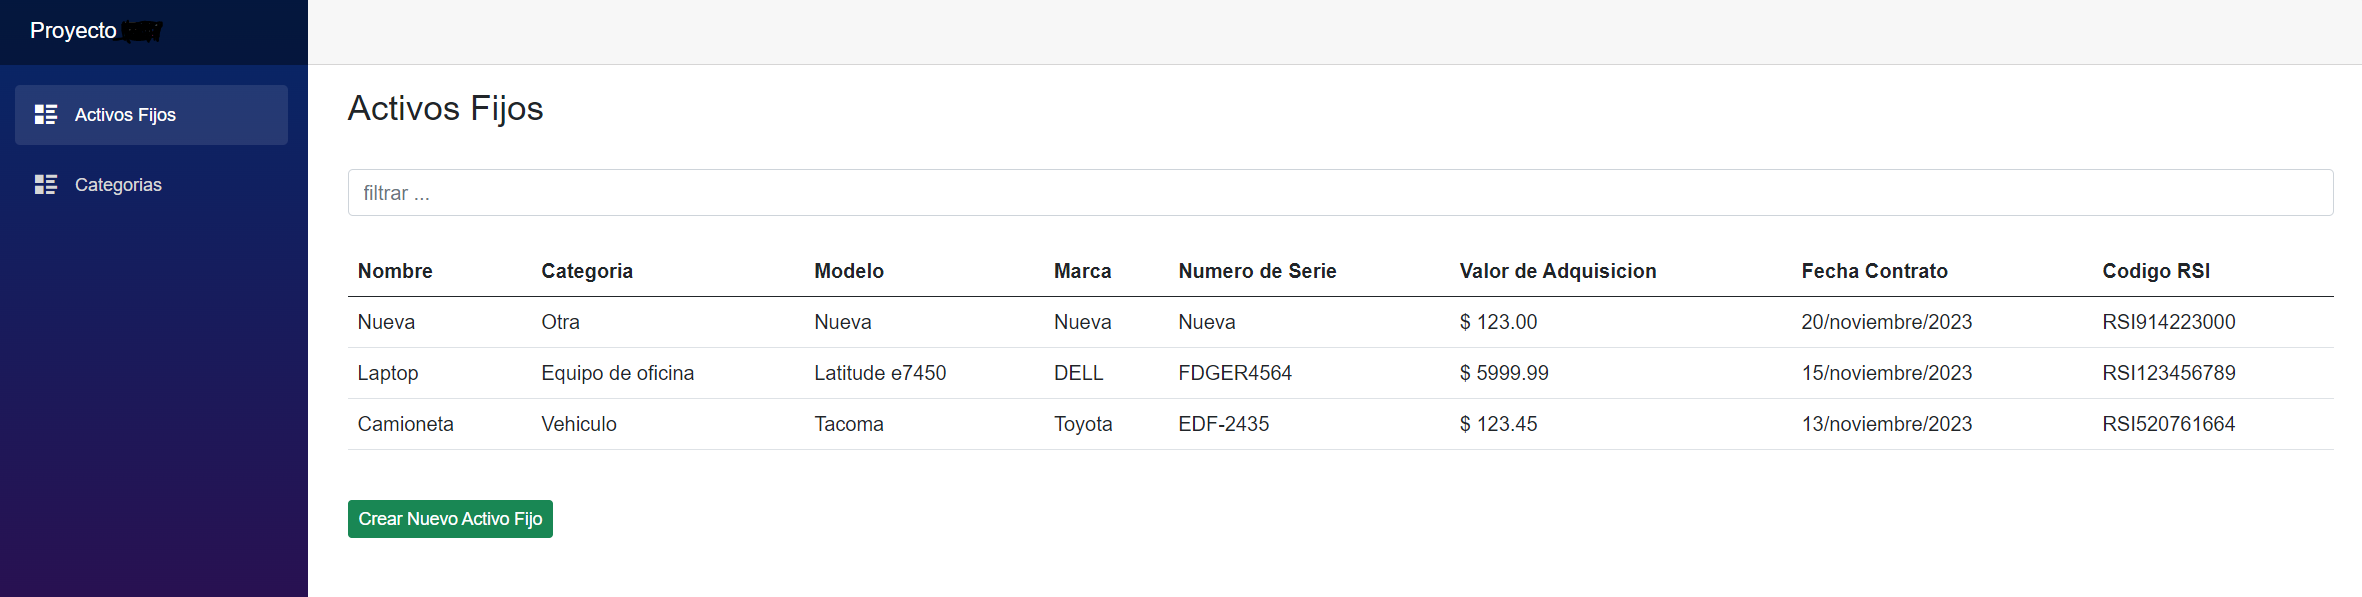 Proyecto
Activos Fijos
Categorias
Activos Fijos
filtrar ...
Nombre Categoria Modelo Marca Numero de Serie Valor de Adquisicion Fecha Contrato Codigo RSI
Nueva Otra Nueva Nueva Nueva $ 123.00 20/noviembre/2023 RSI914223000
Laptop Equipo de oficina Latitude e7450 DELL FDGER4564 $ 5999.99 15/noviembre/2023 RSI123456789
Camioneta Vehiculo Tacoma Toyota EDF-2435 $ 123.45 13/noviembre/2023 RSI520761664
Crear Nuevo Activo Fijo